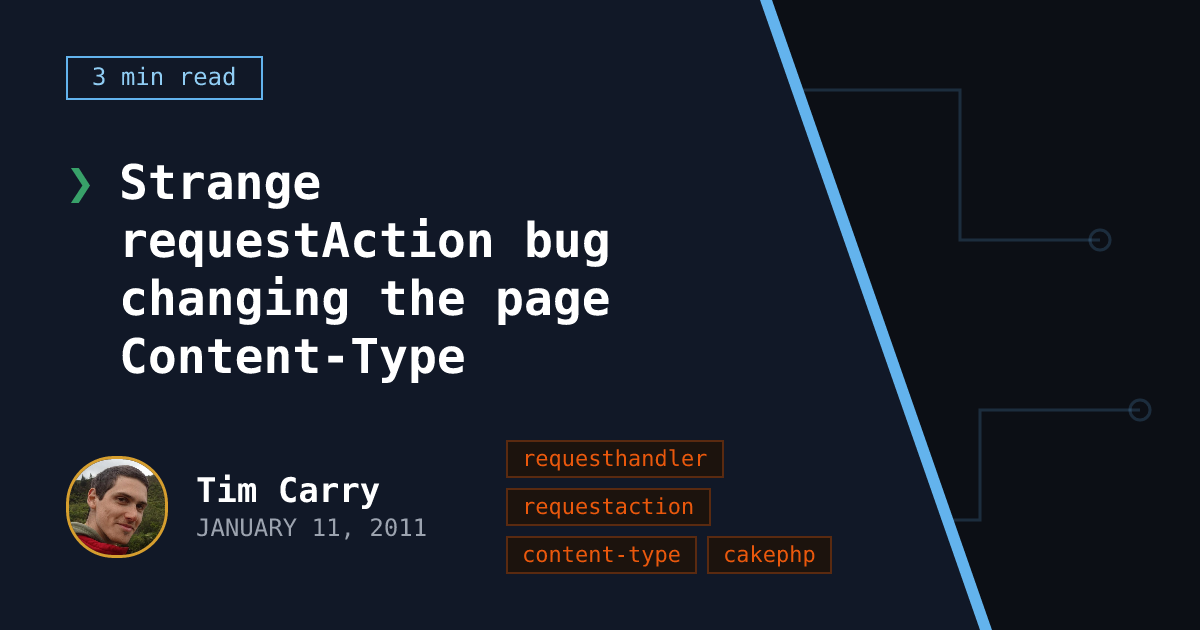 3 min read
❯ Strange
requestAction bug
changing the page
Content-Type
Tim Carry
JANUARY 11, 2011
requesthandler
requestaction
content-type cakephp